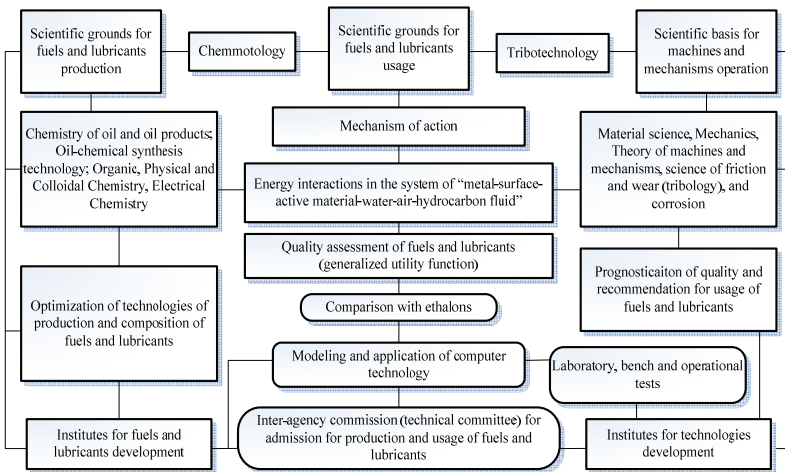 Scientific grounds for
fuels and lubricants
production
Chemmotology
Scientific grounds for
fuels and lubricants
usage
Tribotechnology
Scientific basis for
machines and
mechanisms operation
Chemistry of oil and oil products;
Oil-chemical synthesis
technology; Organic, Physical and
Colloidal Chemistry, Electrical
Chemistry
Mechanism of action
Energy interactions in the system of “metal-surface-
active material-water-air-hydrocarbon fluid”
Material science, Mechanics,
Theory of machines and
mechanisms, science of friction
and wear (tribology), and
corrosion
Quality assessment of fuels and lubricants
(generalized utility function)
Comparison with ethalons
Optimization of technologies of
production and composition of
fuels and lubricants
Prognosticaiton of quality and
recommendation for usage of
fuels and lubricants
Modeling and application of computer
technology
Laboratory, bench and operational
tests
Institutes for fuels and
lubricants development
Inter-agency commission (technical committee) for
admission for production and usage of fuels and
lubricants
Institutes for technologies
development